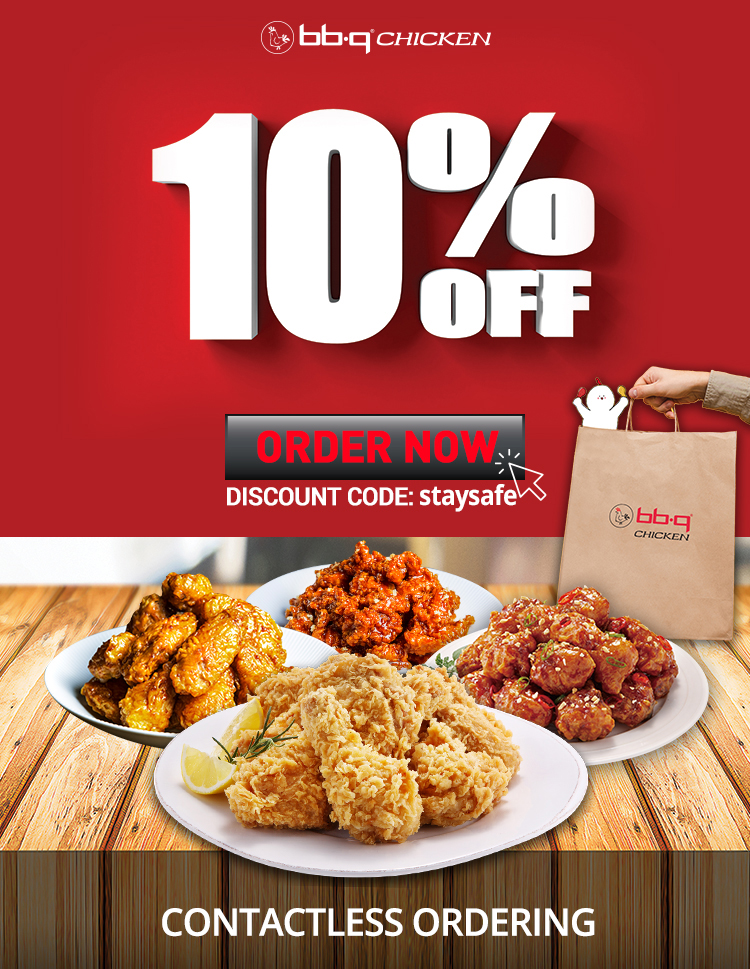 bb.q CHICKEN
10%
OFF
ORDER NOW
DISCOUNT CODE: staysafe
bb.q
CHICKEN
CONTACTLESS ORDERING